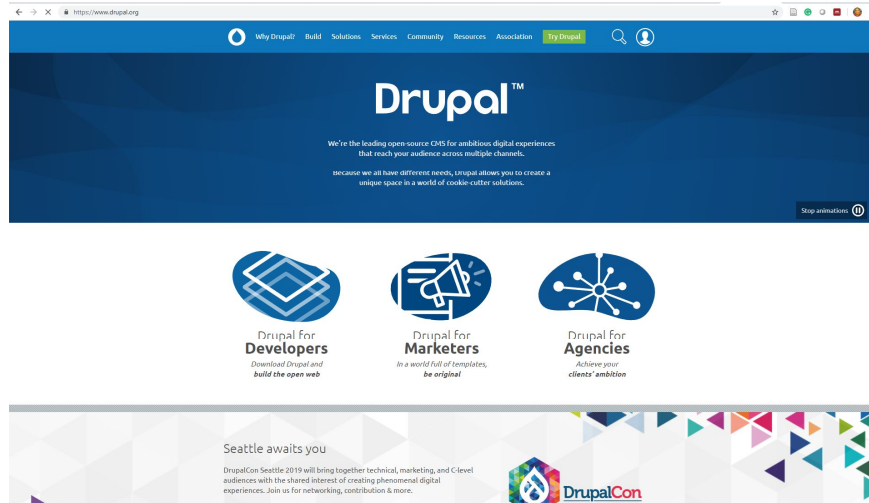 https://www.drupal.org
Why Drupal? Build Solutions Services Community Resources Association Try Drupal
Drupal™
We're the leading open-source CMS for ambitious digital experiences
that reach your audience across multiple channels.
Because we all have different needs, Drupal allows you to create a
unique space in a world of cookie-cutter solutions.
Stop animations
Drupal for
Developers
Download Drupal and
build the open web
Drupal for
Marketers
In a world full of templates,
be original
Drupal for
Agencies
Achieve your
clients' ambition
Seattle awaits you
DrupalCon Seattle 2019 will bring together technical, marketing, and C-level
audiences with the shared interest of creating phenomenal digital
experiences. Join us for networking, contribution & more.
DrupalCon